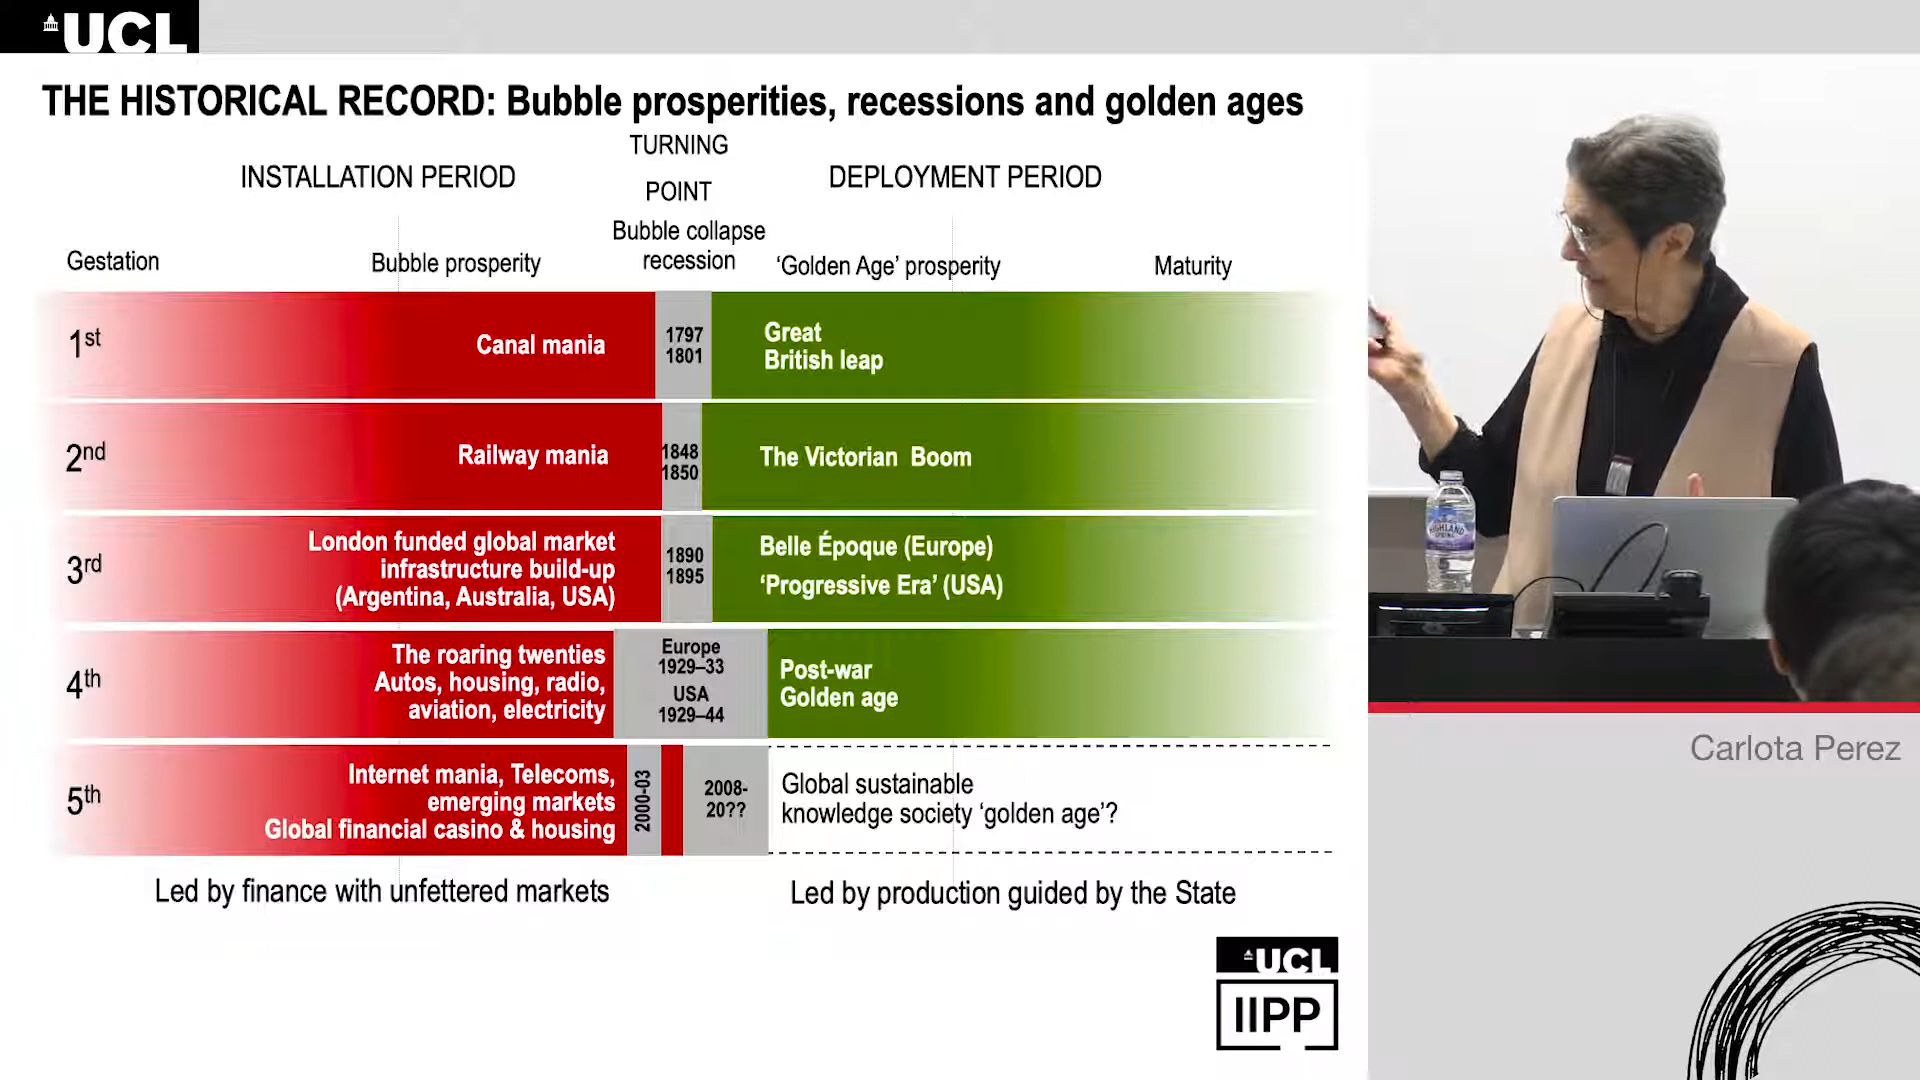 UCL
THE HISTORICAL RECORD: Bubble prosperities, recessions and golden ages
INSTALLATION PERIOD
TURNING
POINT
DEPLOYMENT PERIOD
Gestation
Bubble prosperity
Bubble collapse
recession
‘Golden Age’ prosperity
Maturity
1st
Canal mania
1797
1801
Great
British leap
2nd
Railway mania
1848
1850
The Victorian Boom
3rd
London funded global market
infrastructure build-up
(Argentina, Australia, USA)
1890
1895
Belle Époque (Europe)
‘Progressive Era’ (USA)
4th
The roaring twenties
Autos, housing, radio,
aviation, electricity
Europe
1929–33
USA
1929–44
Post-war
Golden age
5th
Internet mania, Telecoms,
emerging markets
Global financial casino & housing
2000-03
2008-
20??
Global sustainable
knowledge society ‘golden age’?
Led by finance with unfettered markets
Led by production guided by the State
UCL
IIPP
HIGHLAND
SPRING
Carlota Perez